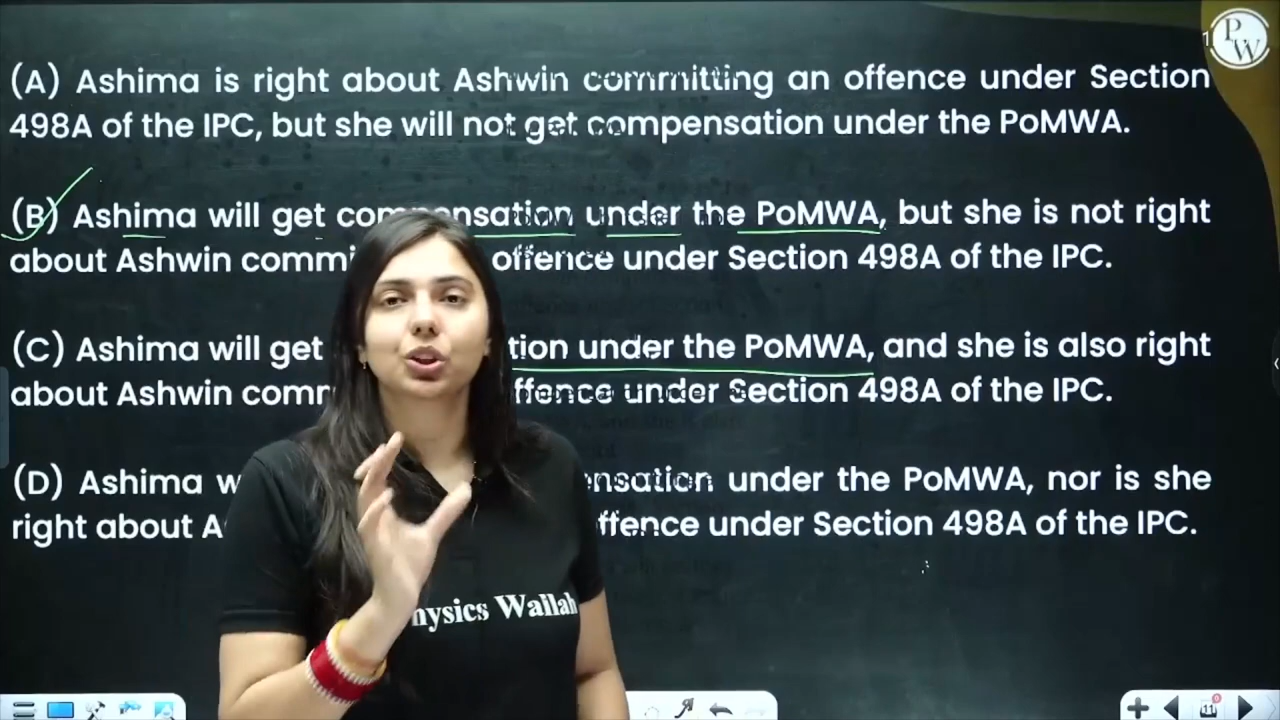 (A) Ashima is right about Ashwin committing an offence under Section
498A of the IPC, but she will not get compensation under the PoMWA.
(B) Ashima will get compensation under the PoMWA, but she is not right
about Ashwin commi offence under Section 498A of the IPC.
(C) Ashima will get tion under the PoMWA, and she is also right
about Ashwin comm ffence under Section 498A of the IPC.
(D) Ashima w ensation under the PoMWA, nor is she
right about A ffence under Section 498A of the IPC.
hysics Wallah
PW
11